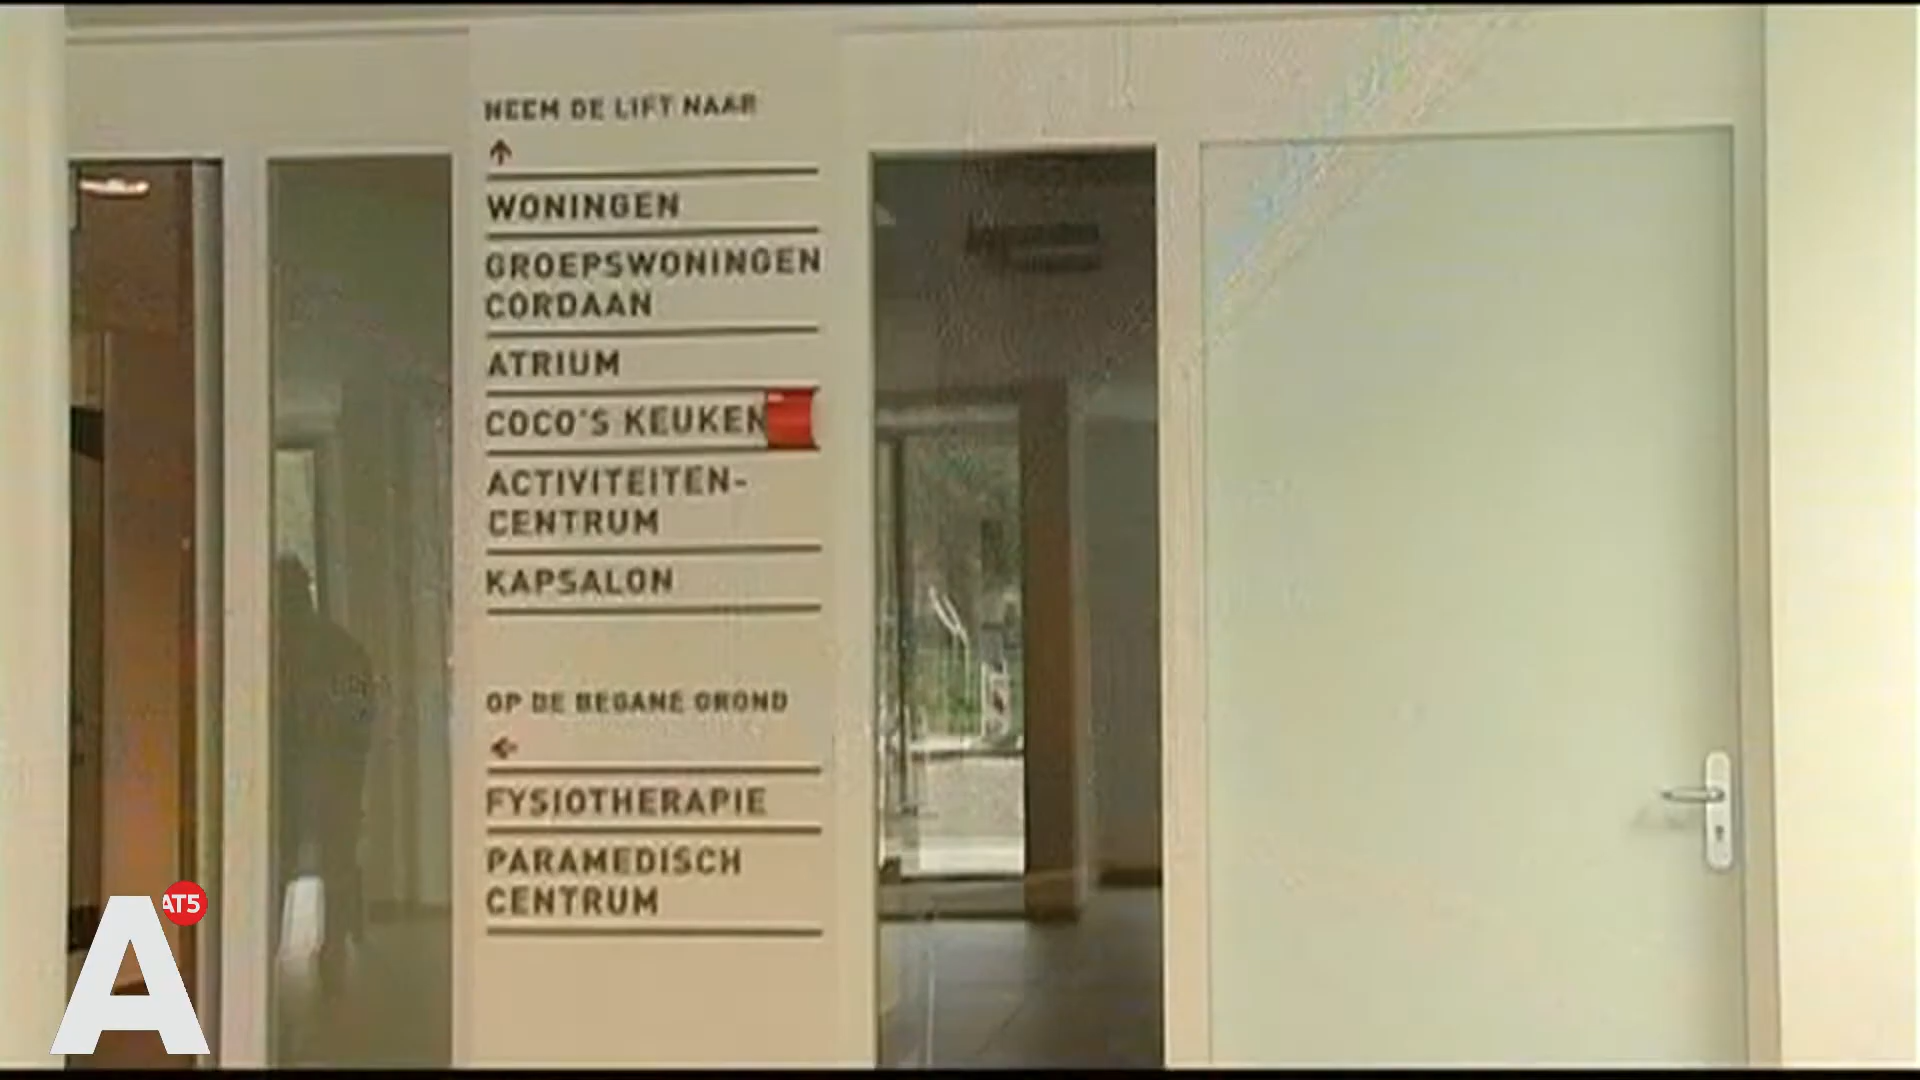 NEEM DE LIFT NAAR
↑
WONINGEN
GROEPSWONINGEN
CORDAAN
ATRIUM
COCO'S KEUKEN
ACTIVITEITEN-
CENTRUM
KAPSALON
OP DE BEGANE GROND
←
FYSIOTHERAPIE
PARAMEDISCH
CENTRUM
A AT5